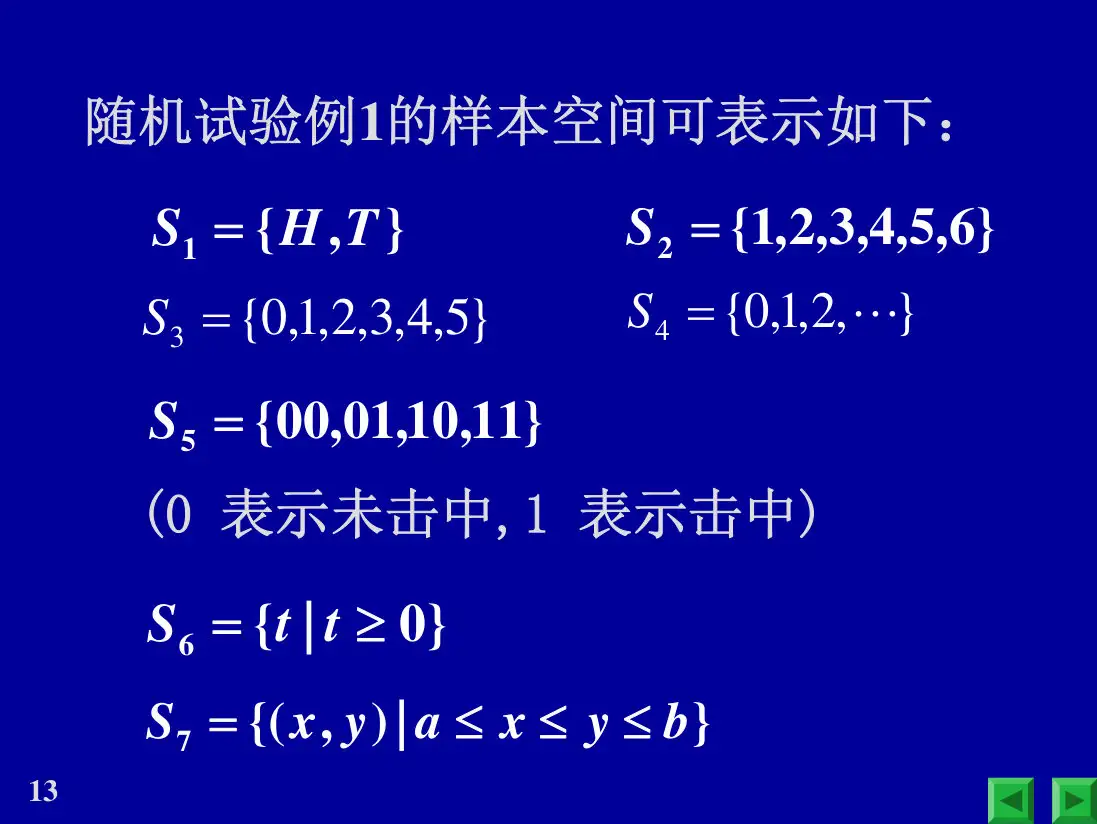 随机试验例1的样本空间可表示如下：
S₁ = {H,T} S₂ = {1,2,3,4,5,6}
S₃ = {0,1,2,3,4,5} S₄ = {0,1,2,⋯}
S₅ = {00,01,10,11}
(0 表示未击中,1 表示击中)
S₆ = {t | t ≥ 0}
S₇ = {(x, y) | a ≤ x ≤ y ≤ b}
13